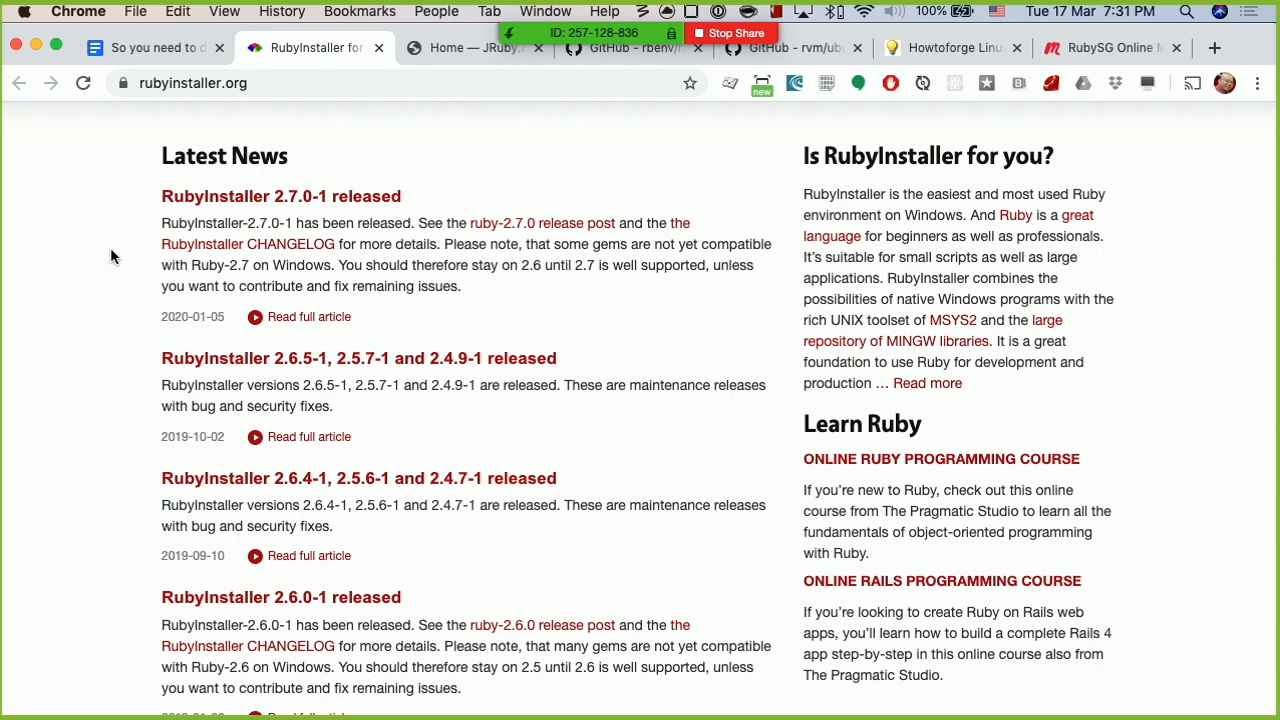 Chrome File Edit View History Bookmarks People Tab Window Help 100% Tue 17 Mar 7:31 PM
ID: 257-128-836 Stop Share
So you need to d RubyInstaller for Home — JRuby. GitHub - rbenv/r GitHub - rvm/ub Howtoforge Linu RubySG Online M
rubyinstaller.org
new
Latest News
RubyInstaller 2.7.0-1 released
RubyInstaller-2.7.0-1 has been released. See the ruby-2.7.0 release post and the the
RubyInstaller CHANGELOG for more details. Please note, that some gems are not yet compatible
with Ruby-2.7 on Windows. You should therefore stay on 2.6 until 2.7 is well supported, unless
you want to contribute and fix remaining issues.
2020-01-05 Read full article
RubyInstaller 2.6.5-1, 2.5.7-1 and 2.4.9-1 released
RubyInstaller versions 2.6.5-1, 2.5.7-1 and 2.4.9-1 are released. These are maintenance releases
with bug and security fixes.
2019-10-02 Read full article
RubyInstaller 2.6.4-1, 2.5.6-1 and 2.4.7-1 released
RubyInstaller versions 2.6.4-1, 2.5.6-1 and 2.4.7-1 are released. These are maintenance releases
with bug and security fixes.
2019-09-10 Read full article
RubyInstaller 2.6.0-1 released
RubyInstaller-2.6.0-1 has been released. See the ruby-2.6.0 release post and the the
RubyInstaller CHANGELOG for more details. Please note, that many gems are not yet compatible
with Ruby-2.6 on Windows. You should therefore stay on 2.5 until 2.6 is well supported, unless
you want to contribute and fix remaining issues.
Is RubyInstaller for you?
RubyInstaller is the easiest and most used Ruby
environment on Windows. And Ruby is a great
language for beginners as well as professionals.
It's suitable for small scripts as well as large
applications. RubyInstaller combines the
possibilities of native Windows programs with the
rich UNIX toolset of MSYS2 and the large
repository of MINGW libraries. It is a great
foundation to use Ruby for development and
production … Read more
Learn Ruby
ONLINE RUBY PROGRAMMING COURSE
If you're new to Ruby, check out this online
course from The Pragmatic Studio to learn all the
fundamentals of object-oriented programming
with Ruby.
ONLINE RAILS PROGRAMMING COURSE
If you're looking to create Ruby on Rails web
apps, you'll learn how to build a complete Rails 4
app step-by-step in this online course also from
The Pragmatic Studio.